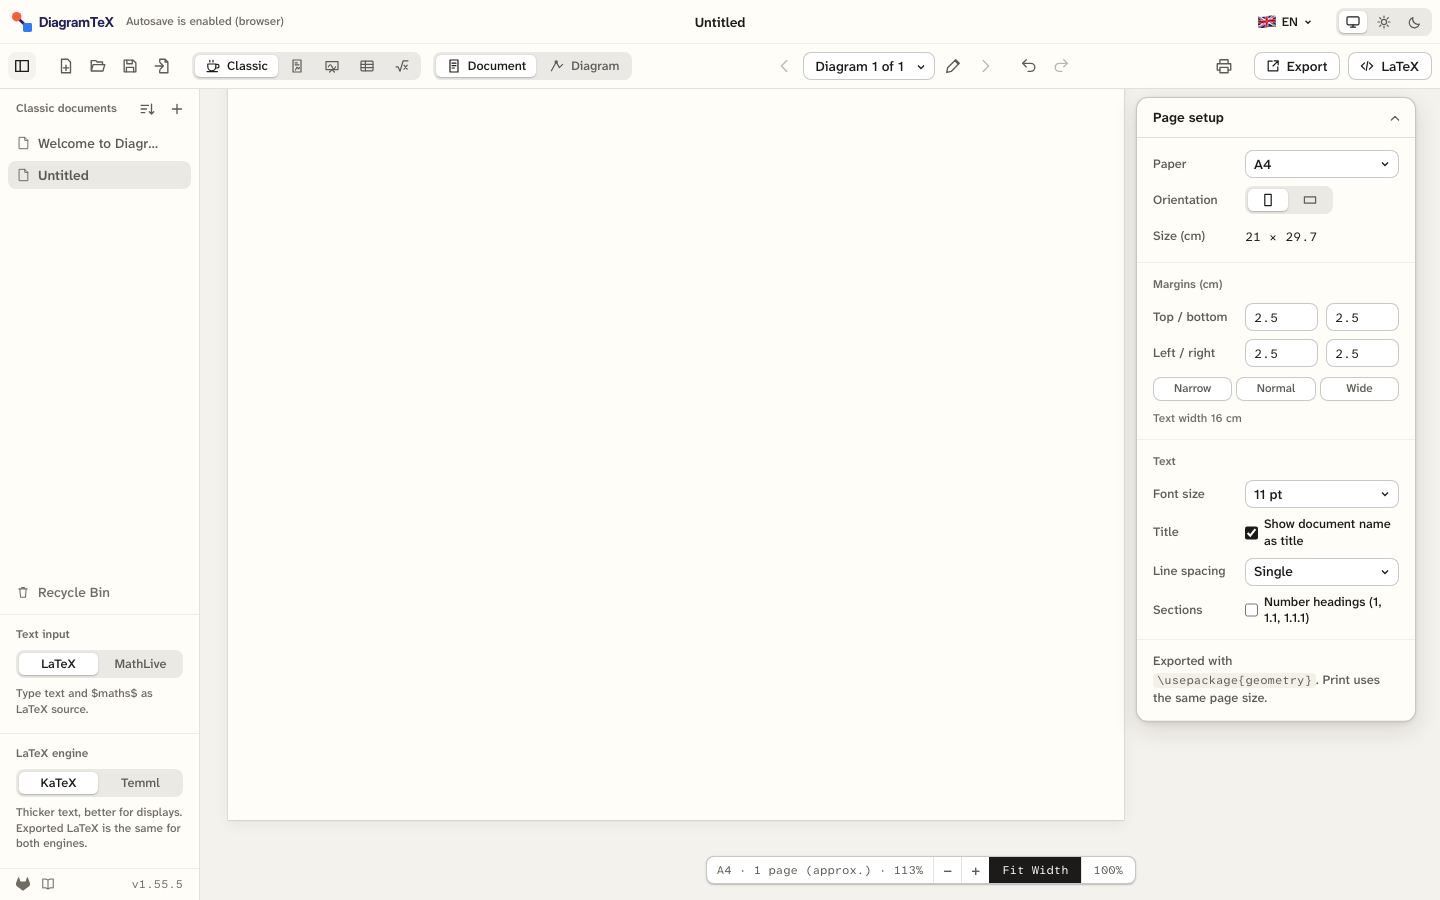 DiagramTeX
Autosave is enabled (browser)
Untitled
EN
Classic
Document
Diagram
Diagram 1 of 1
Export
LaTeX
Classic documents
Welcome to Diagr...
Untitled
Recycle Bin
Text input
LaTeX
MathLive
Type text and $maths$ as
LaTeX source.
LaTeX engine
KaTeX
Temml
Thicker text, better for displays.
Exported LaTeX is the same for
both engines.
v1.55.5
A4 · 1 page (approx.) · 113%
−
+
Fit Width
100%
Page setup
Paper
A4
Orientation
Size (cm)
21 × 29.7
Margins (cm)
Top / bottom
2.5
2.5
Left / right
2.5
2.5
Narrow
Normal
Wide
Text width 16 cm
Text
Font size
11 pt
Title
Show document name
as title
Line spacing
Single
Sections
Number headings (1,
1.1, 1.1.1)
Exported with
\usepackage{geometry}. Print uses
the same page size.